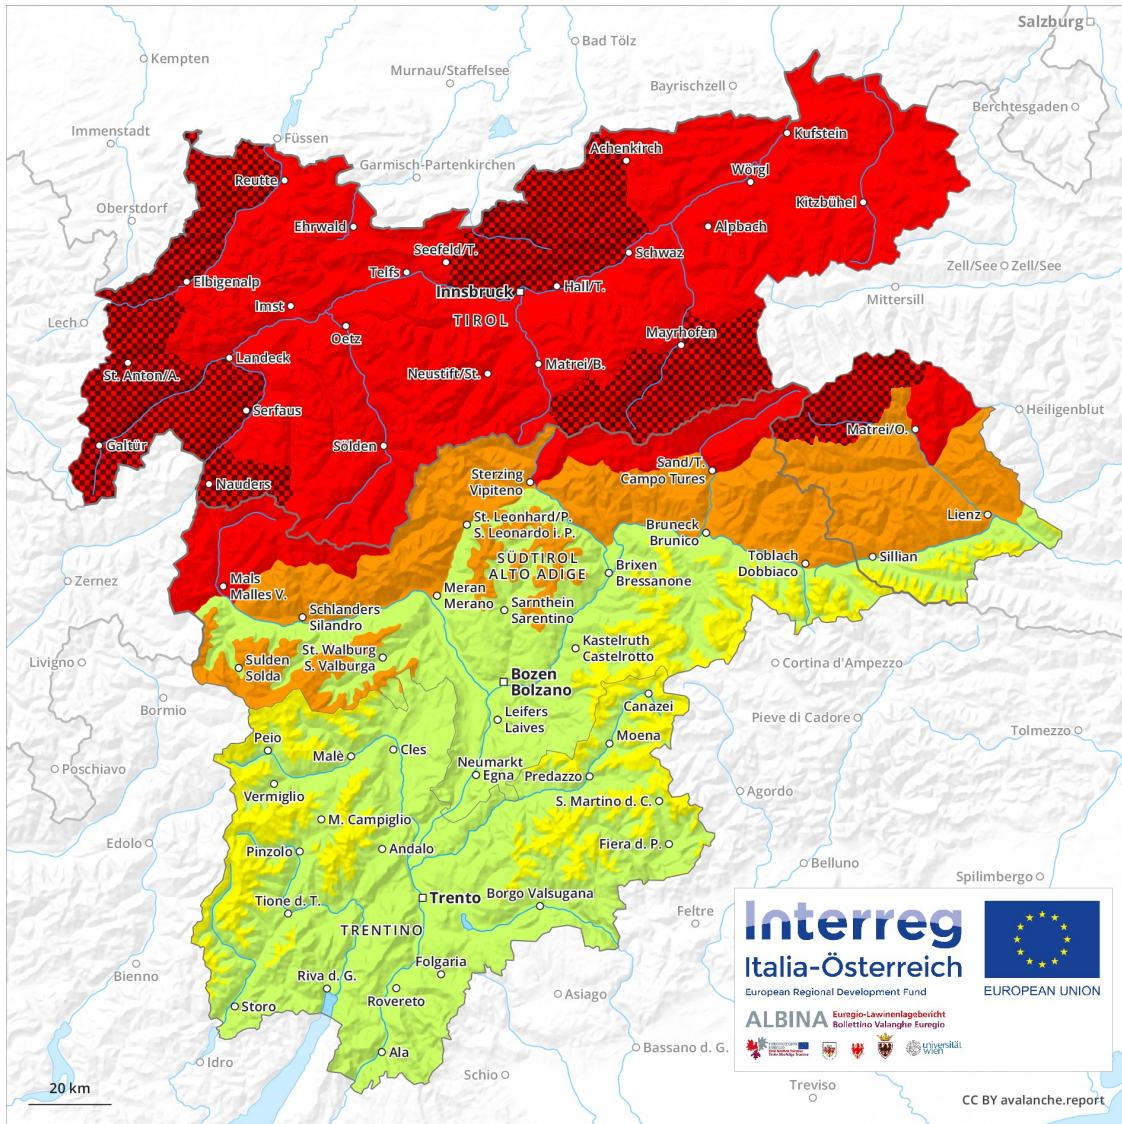 Salzburg
Bad Tölz
Kempten
Murnau/Staffelsee
Bayrischzell
Berchtesgaden
Immenstadt
Füssen
Kufstein
Achenkirch
Garmisch-Partenkirchen
Wörgl
Reutte
Kitzbühel
Oberstdorf
Ehrwald
Alpbach
Seefeld/T.
Schwaz
Zell/See
Zell/See
Telfs
Elbigenalp
Hall/T.
Innsbruck
Mittersill
Imst
TIROL
Lech
Mayrhofen
Oetz
Landeck
Matrei/B.
St. Anton/A.
Neustift/St.
Serfaus
Heiligenblut
Matrei/O.
Galtür
Sölden
Sand/T.
Campo Tures
Sterzing
Vipiteno
Nauders
St. Leonhard/P.
S. Leonardo i. P.
Lienz
Bruneck
Brunico
SÜDTIROL
ALTO ADIGE
Toblach
Dobbiaco
Sillian
Brixen
Bressanone
Zernez
Mals
Malles V.
Meran
Merano
Sarnthein
Sarentino
Schlanders
Silandro
Kastelruth
Castelrotto
St. Walburg
S. Valburga
Livigno
Sulden
Solda
Cortina d'Ampezzo
Bozen
Bolzano
Canazei
Bormio
Leifers
Laives
Pieve di Cadore
Tolmezzo
Peio
Moena
Cles
Malè
Neumarkt
Egna
Predazzo
Poschiavo
Vermiglio
Agordo
S. Martino d. C.
M. Campiglio
Edolo
Pinzolo
Andalo
Fiera d. P.
Belluno
Spilimbergo
Tione d. T.
Trento
Borgo Valsugana
Feltre
TRENTINO
Folgaria
Bienno
Riva d. G.
Rovereto
Asiago
Storo
Ala
Bassano d. G.
Idro
Schio
Treviso
Interreg
Italia-Österreich
European Regional Development Fund
EUROPEAN UNION
ALBINA
Euregio-Lawinenlagebericht
Bollettino Valanghe Euregio
universität
wien
20 km
CC BY avalanche.report